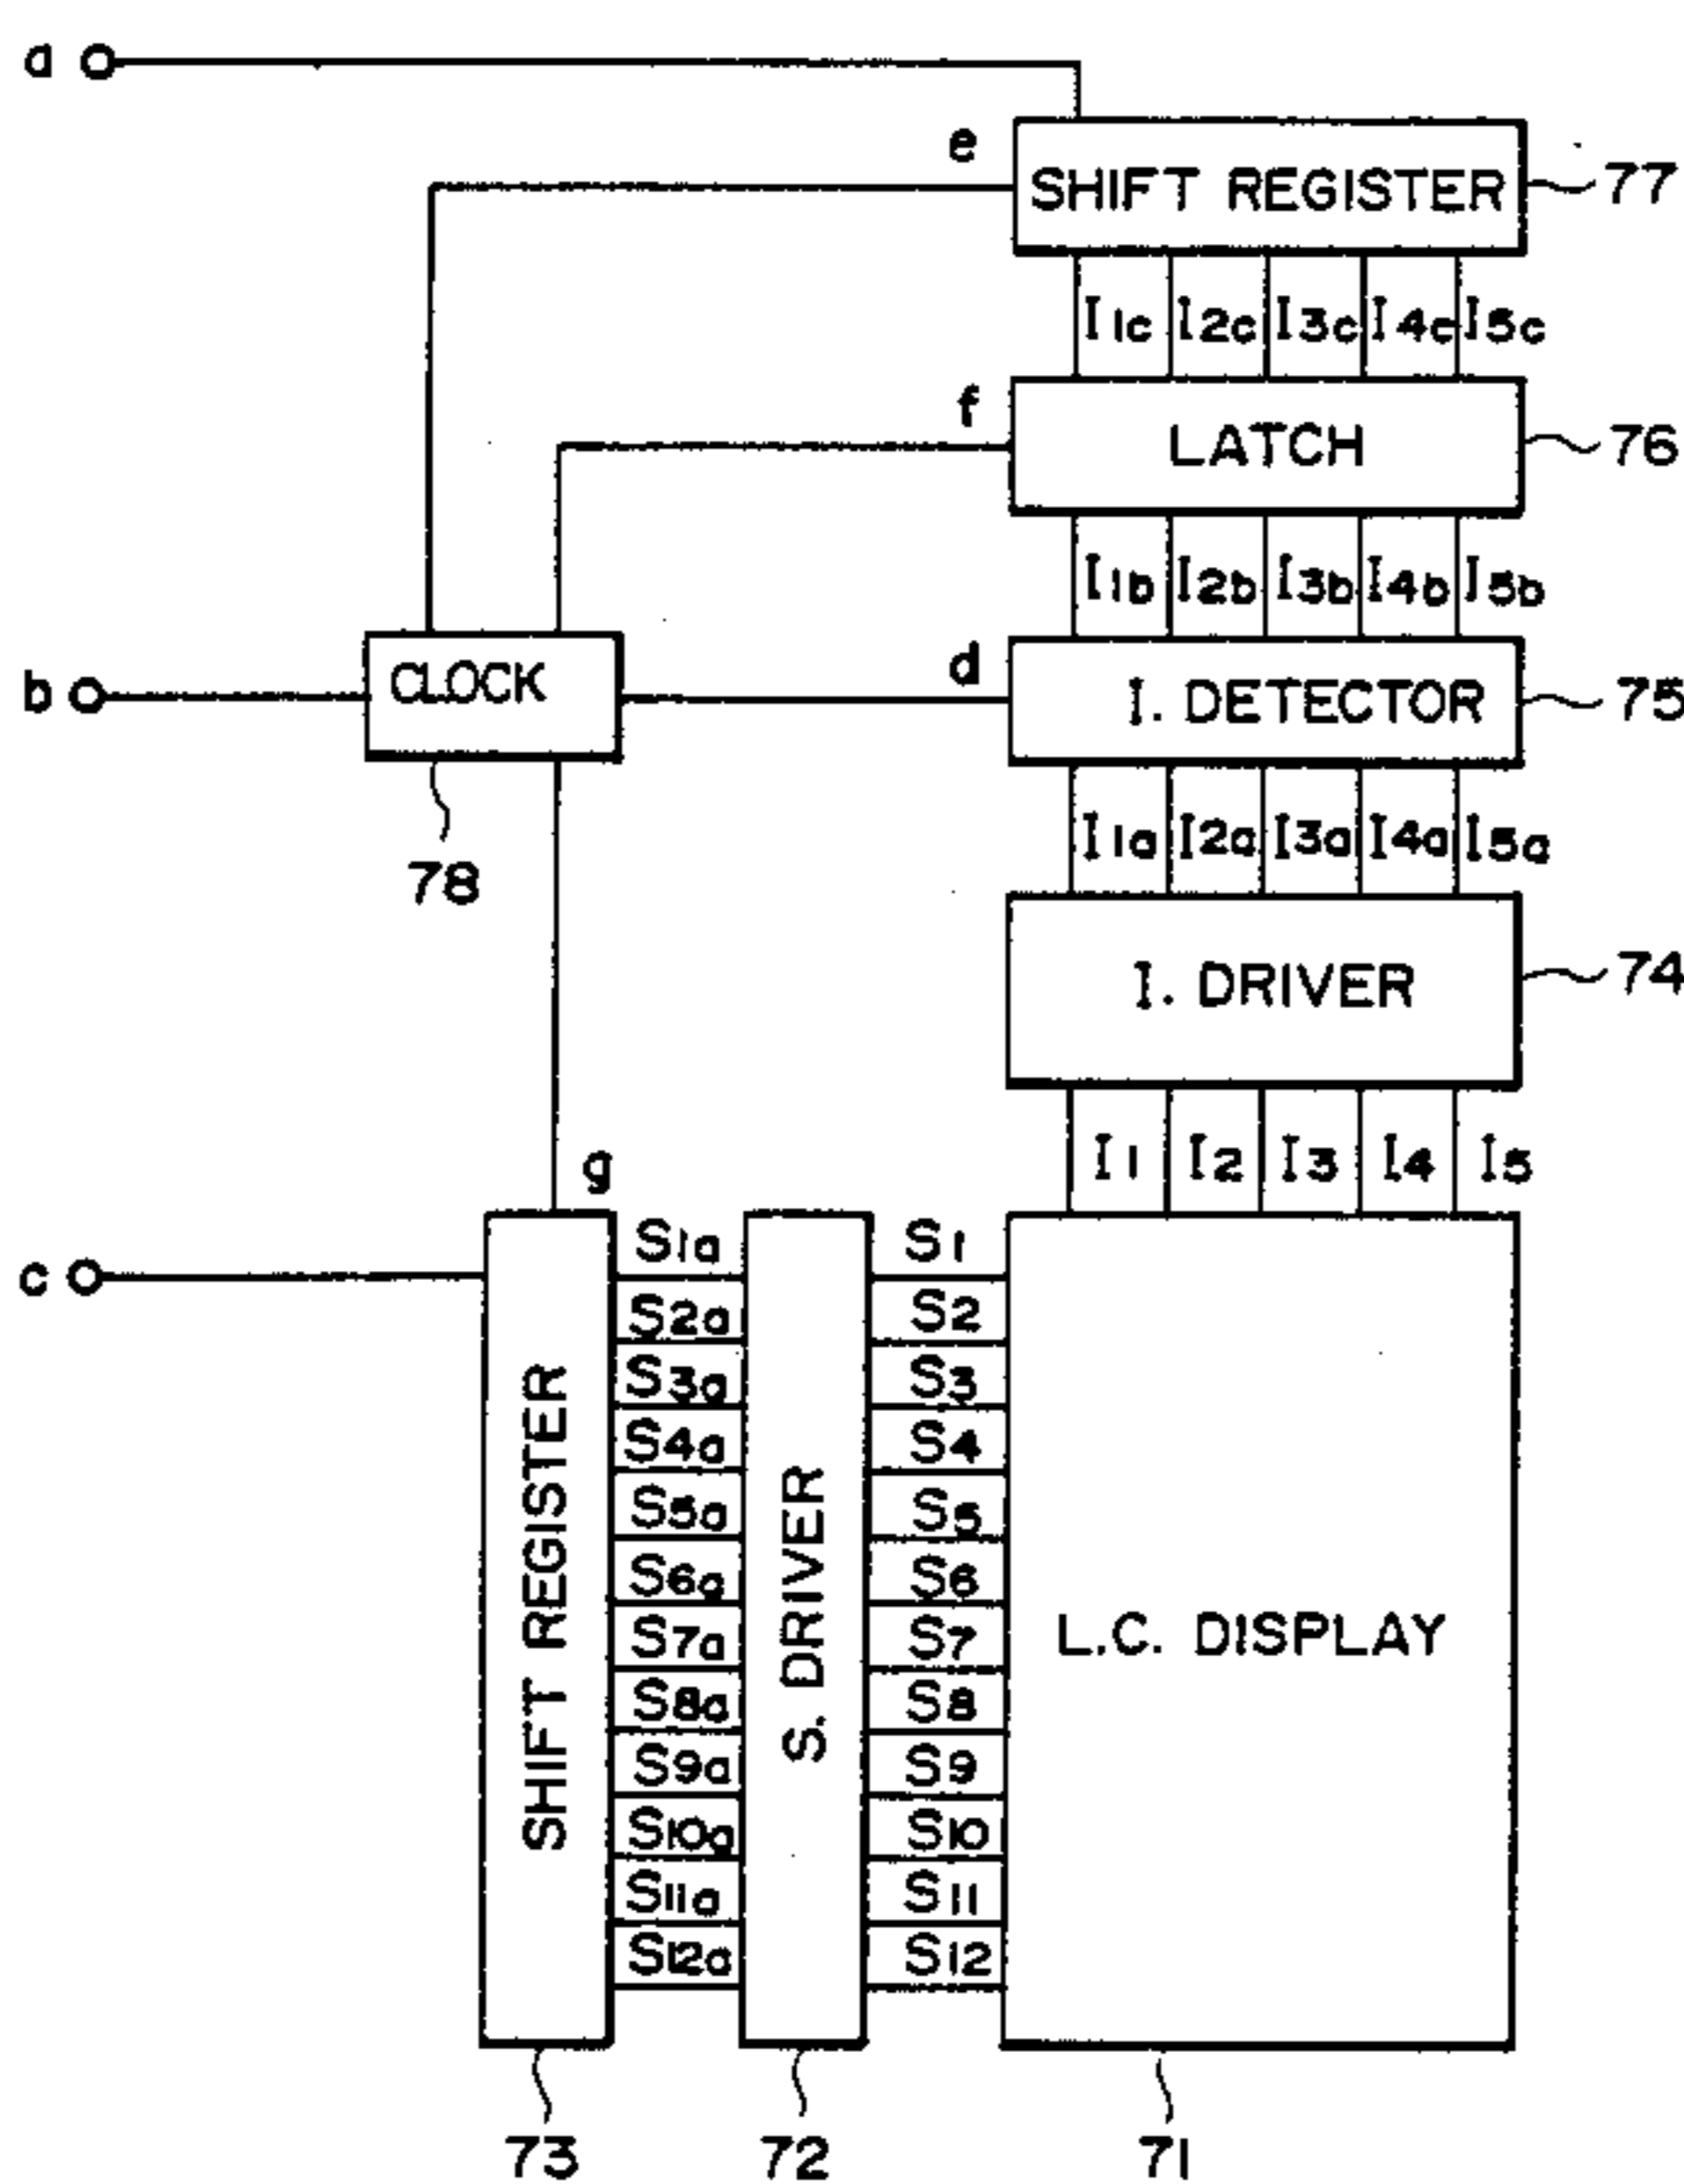 a
e
SHIFT REGISTER
77
I1c I2c I3c I4c I5c
f
LATCH
76
I1b I2b I3b I4b I5b
b
CLOCK
d
I. DETECTOR
75
78
I1a I2a I3a I4a I5a
I. DRIVER
74
I1 I2 I3 I4 I5
g
c
S1a S1
S2a S2
S3a S3
S4a S4
S5a S5
S6a S6
S7a S7
S8a S8
S9a S9
S10a S10
S11a S11
S12a S12
SHIFT REGISTER
S. DRIVER
L.C. DISPLAY
73
72
71